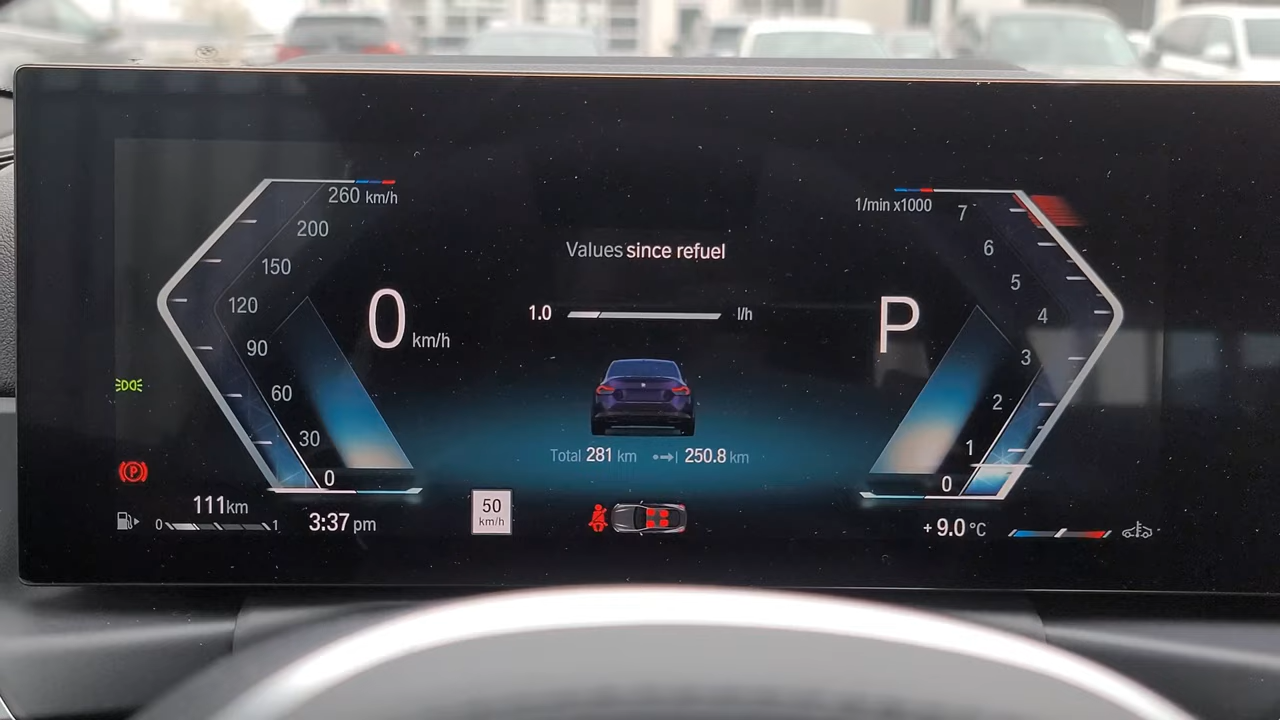 260 km/h
200
150
120
90
60
30
0
0 km/h
Values since refuel
1.0 l/h
Total 281 km 250.8 km
1/min x1000
7
6
5
4
3
2
1
0
P
P
111 km
0 1
3:37 pm
50
km/h
+ 9.0 °C